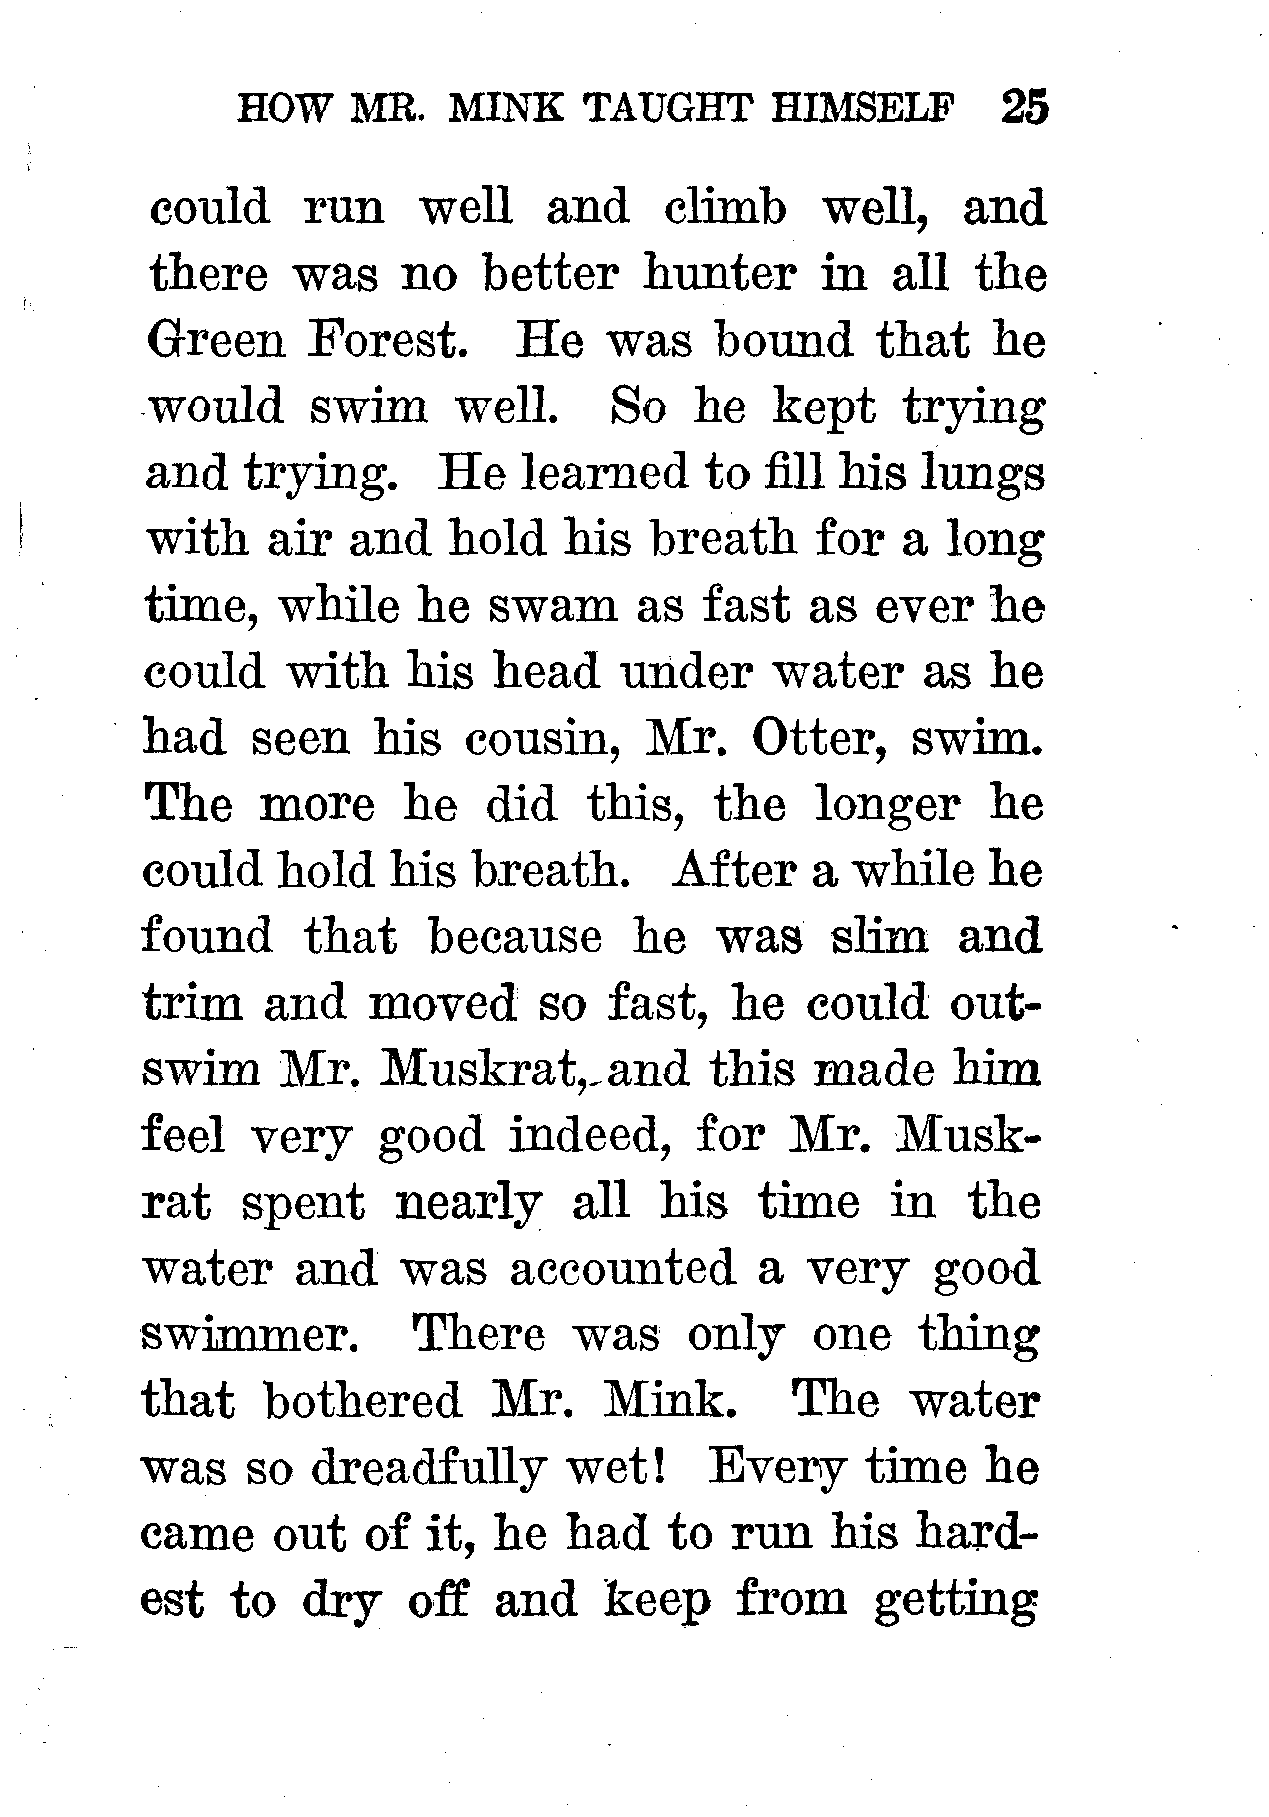 HOW MR. MINK TAUGHT HIMSELF 25
could run well and climb well, and
there was no better hunter in all the
Green Forest. He was bound that he
would swim well. So he kept trying
and trying. He learned to fill his lungs
with air and hold his breath for a long
time, while he swam as fast as ever he
could with his head under water as he
had seen his cousin, Mr. Otter, swim.
The more he did this, the longer he
could hold his breath. After a while he
found that because he was slim and
trim and moved so fast, he could out-
swim Mr. Muskrat, and this made him
feel very good indeed, for Mr. Musk-
rat spent nearly all his time in the
water and was accounted a very good
swimmer. There was only one thing
that bothered Mr. Mink. The water
was so dreadfully wet! Every time he
came out of it, he had to run his hard-
est to dry off and keep from getting